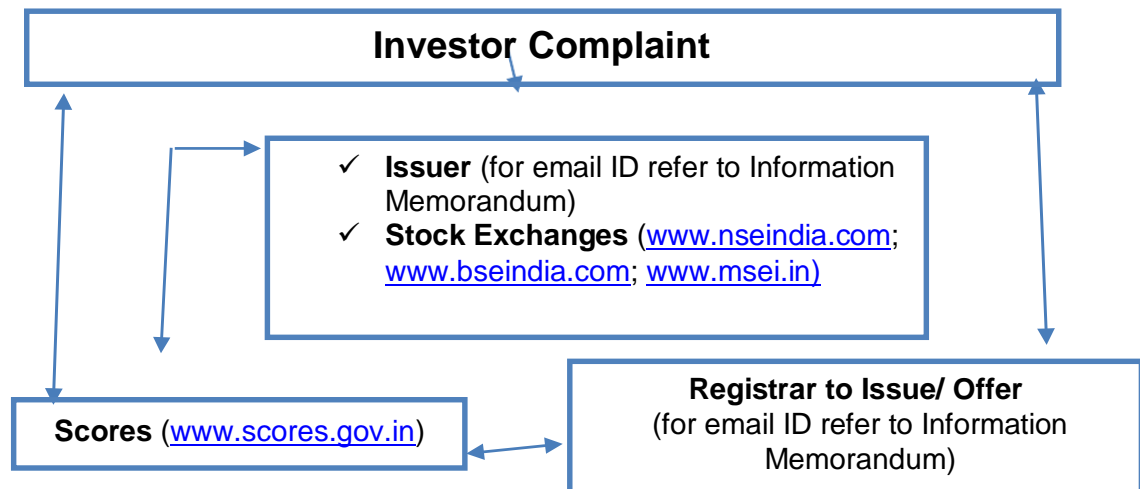 Investor Complaint
✓ Issuer (for email ID refer to Information
Memorandum)
✓ Stock Exchanges (www.nseindia.com;
www.bseindia.com; www.msei.in)
Scores (www.scores.gov.in)
Registrar to Issue/ Offer
(for email ID refer to Information
Memorandum)